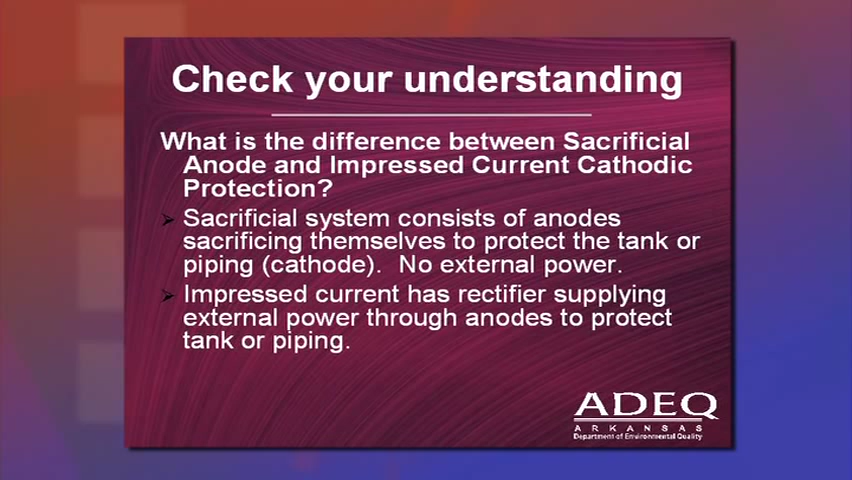 Check your understanding
What is the difference between Sacrificial
Anode and Impressed Current Cathodic
Protection?
Sacrificial system consists of anodes
sacrificing themselves to protect the tank or
piping (cathode). No external power.
Impressed current has rectifier supplying
external power through anodes to protect
tank or piping.
ADEQ
ARKANSAS
Department of Environmental Quality